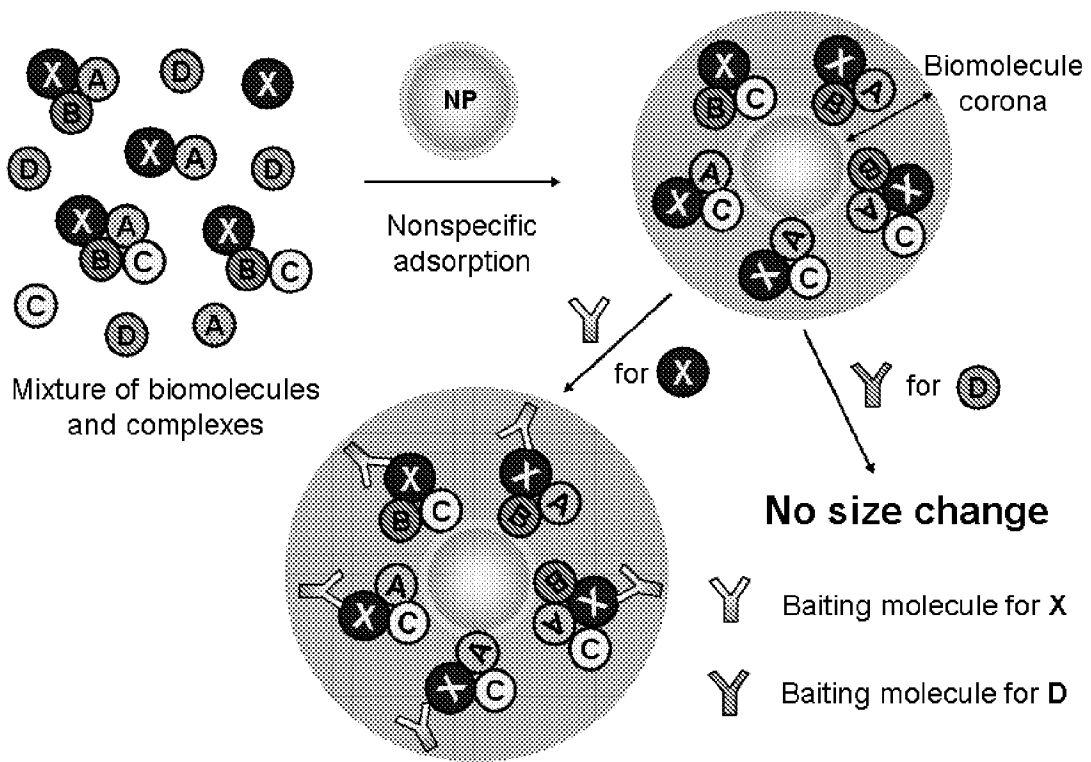 X A B
D
X
X A
D
D
X A B C
X B C
C
D
A
Mixture of biomolecules
and complexes
NP
Nonspecific
adsorption
X B C
X B A
X A C
B X A C
A X C
Biomolecule
corona
for X
for D
No size change
X B C
X B A
A X C
B X A C
A X C
Baiting molecule for X
Baiting molecule for D